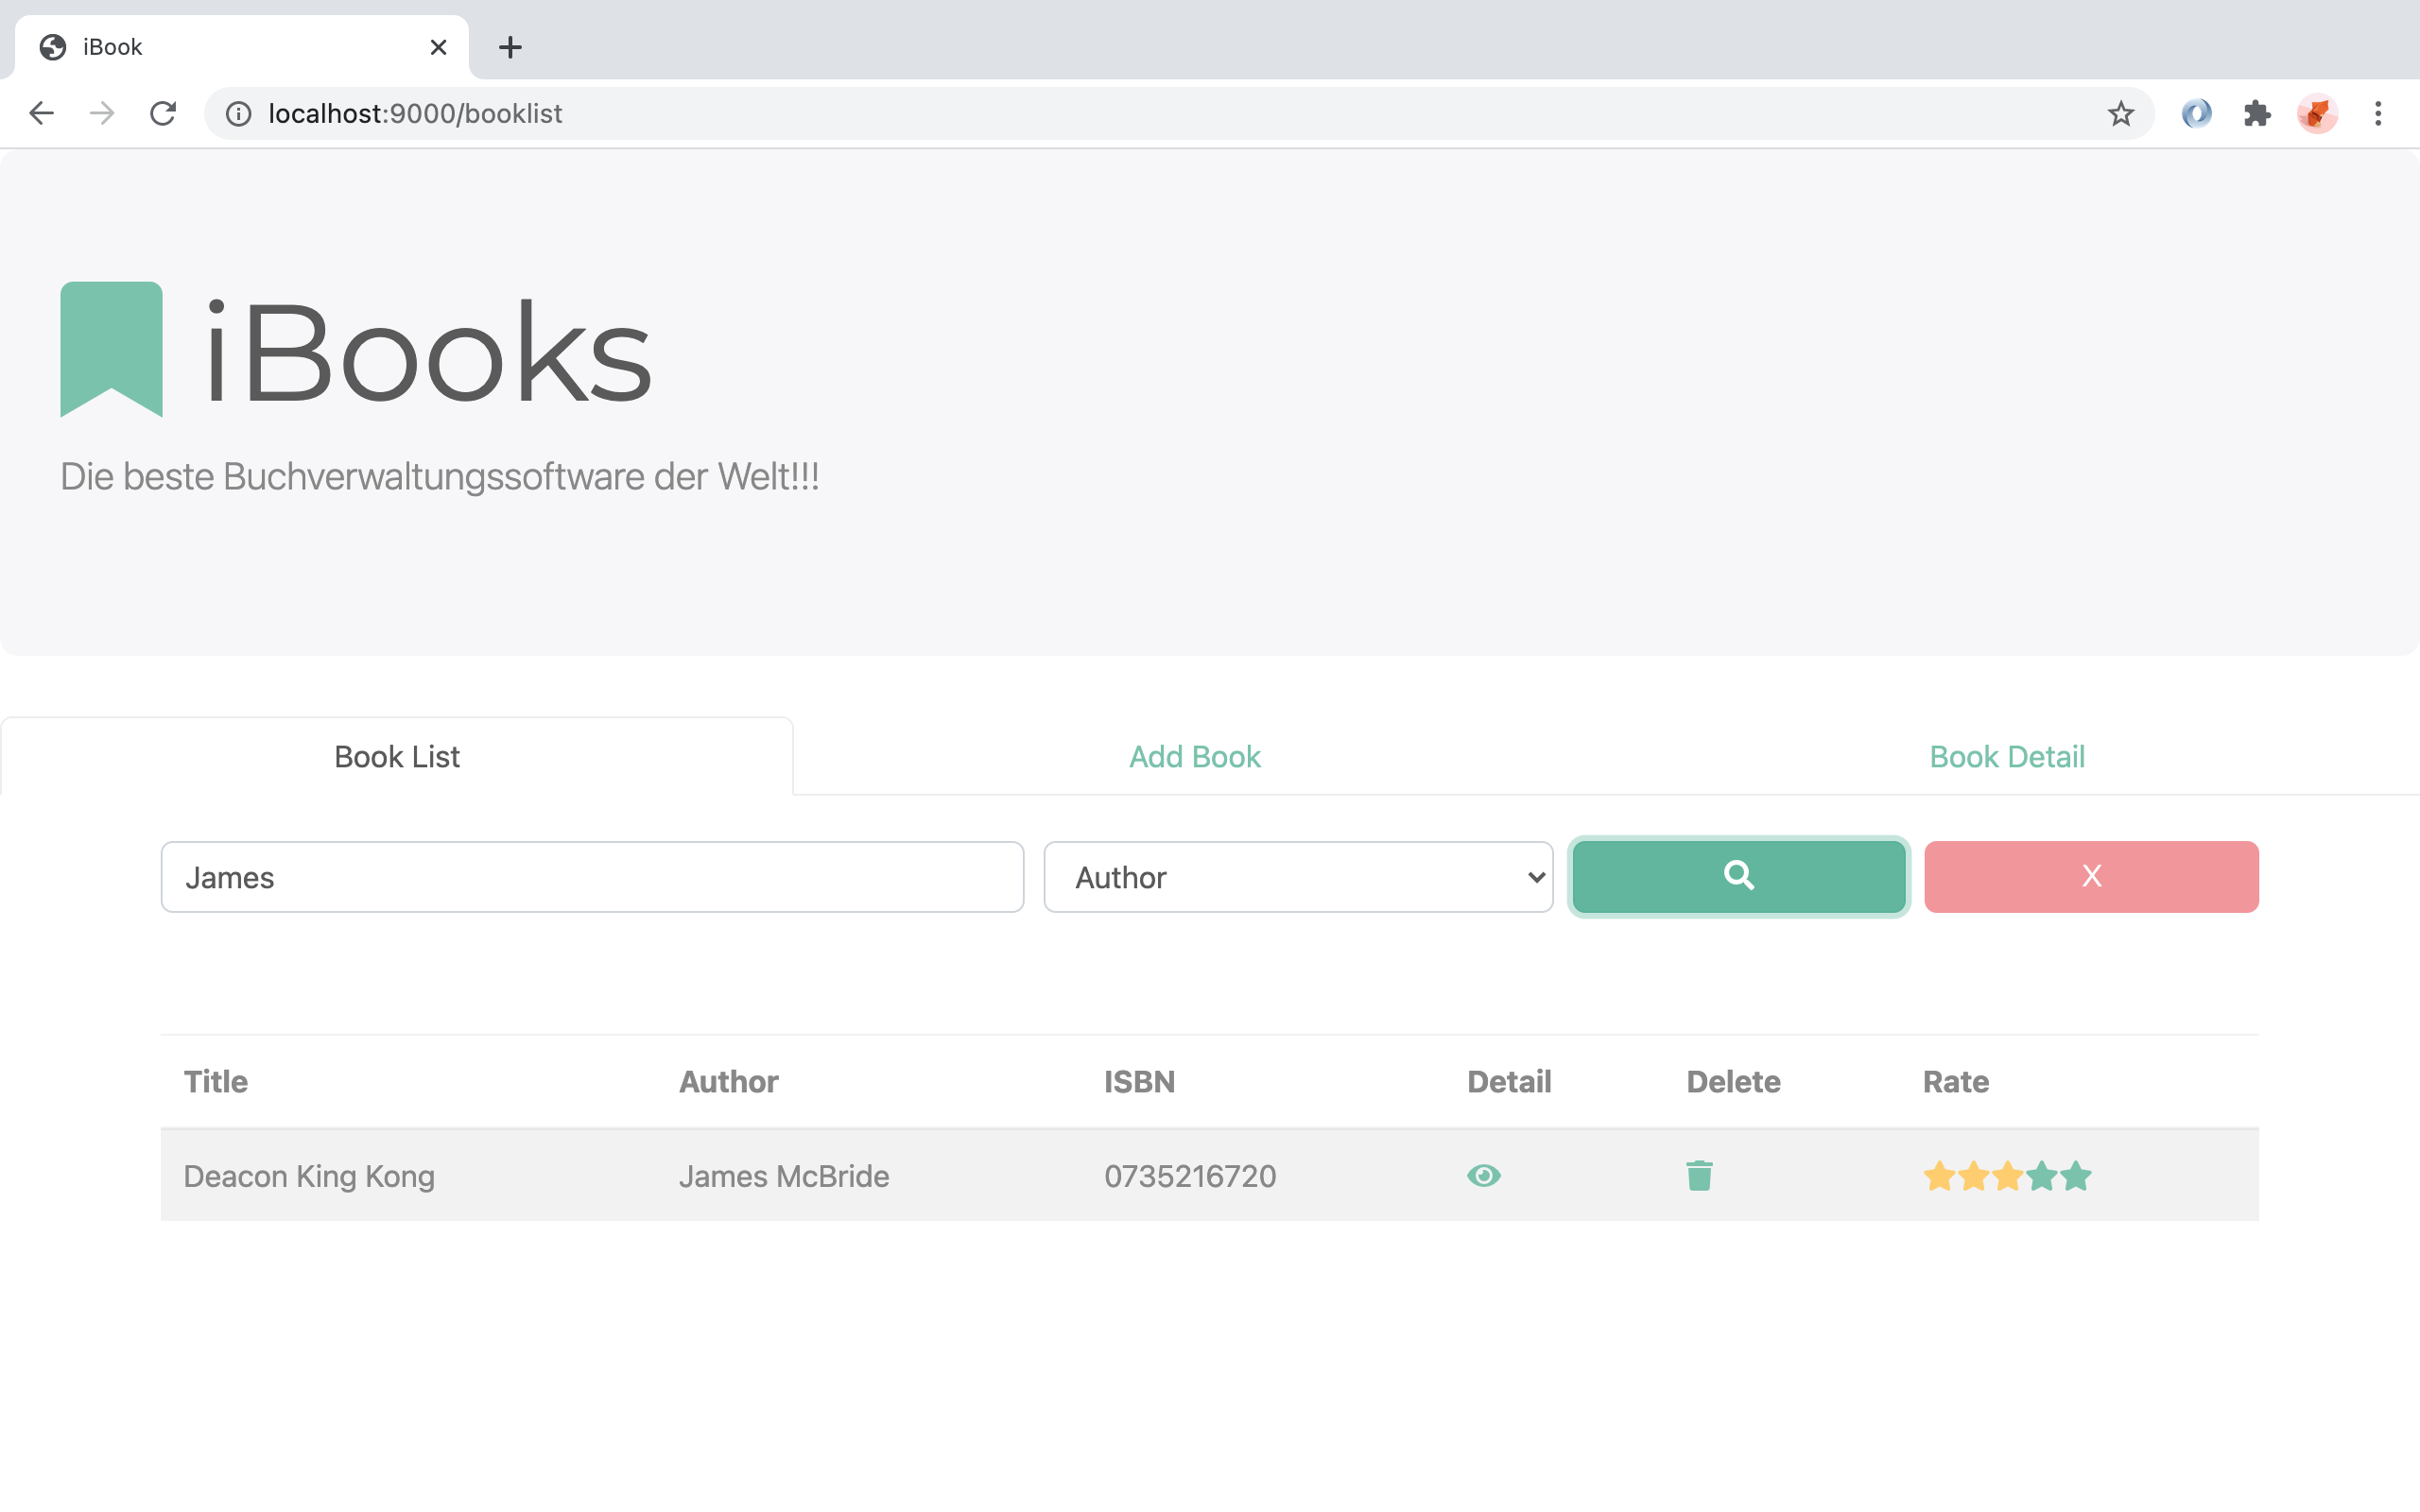 iBook
localhost:9000/booklist
iBooks
Die beste Buchverwaltungssoftware der Welt!!!
Book List Add Book Book Detail
James Author X
Title Author ISBN Detail Delete Rate
Deacon King Kong James McBride 0735216720